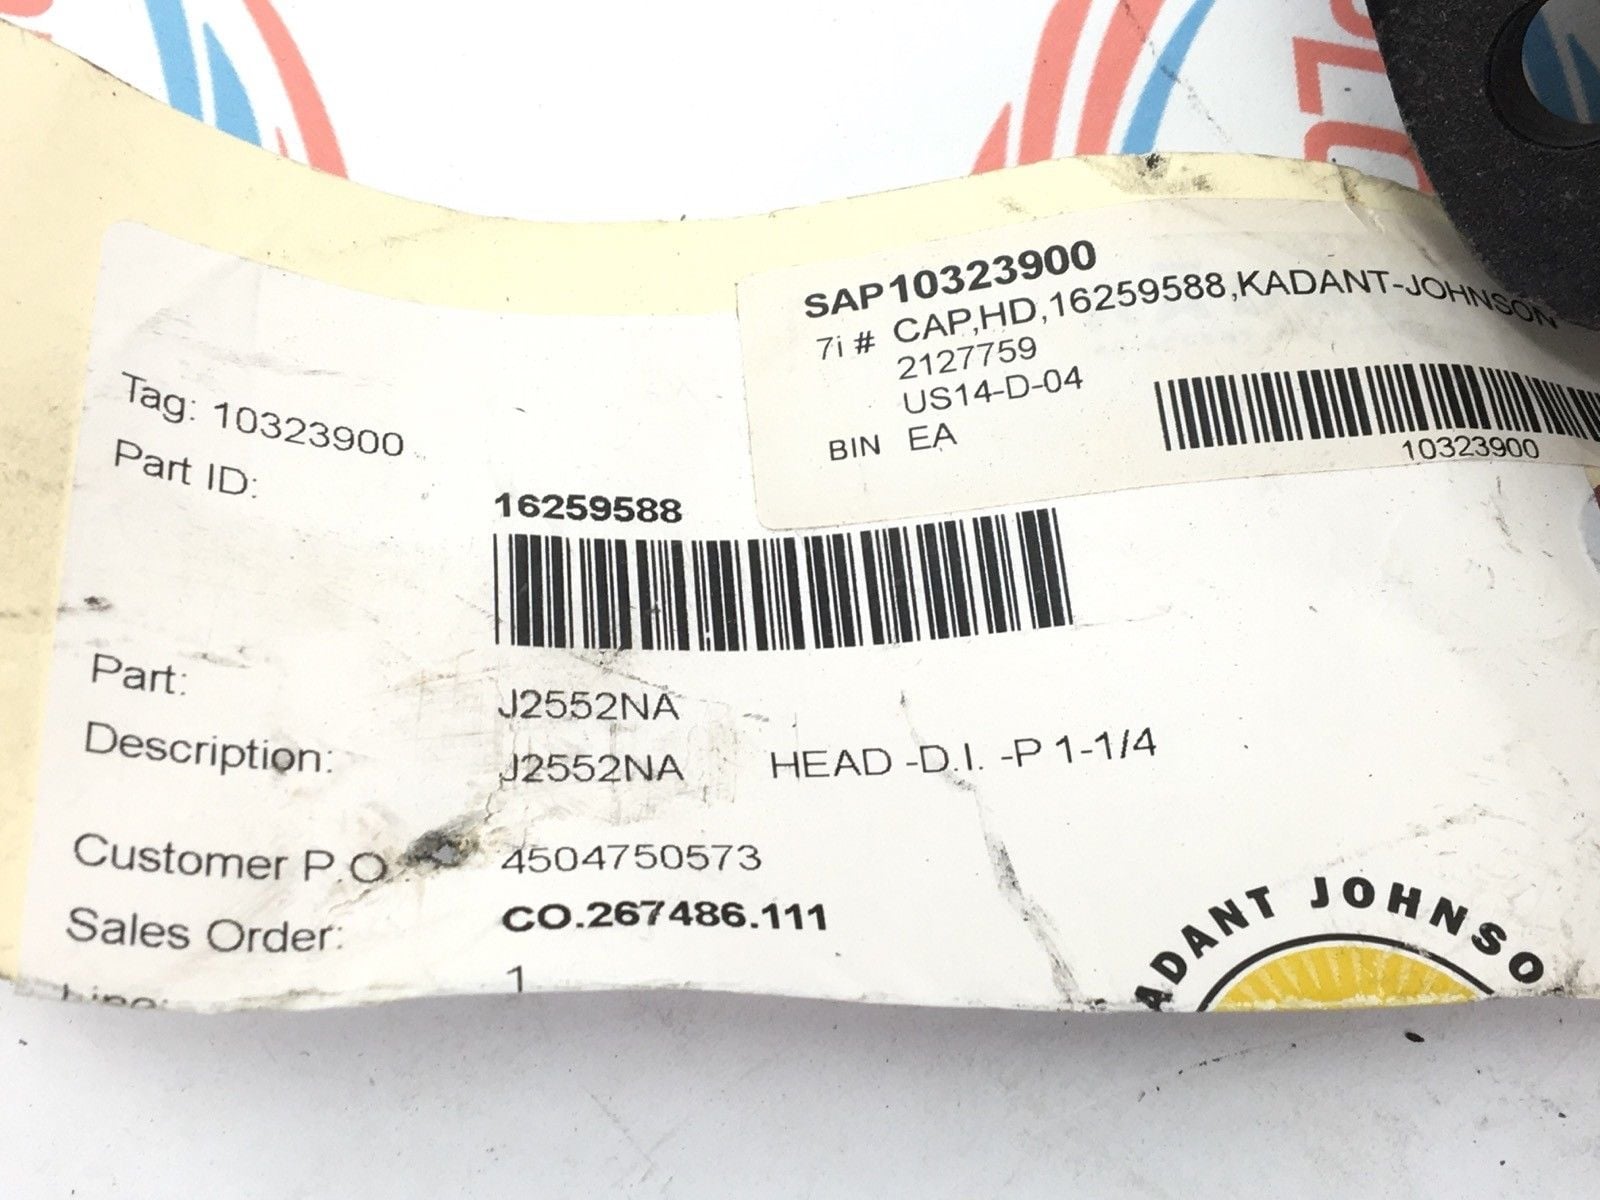 SAP10323900
CAP,HD,16259588,KADANT-JOHNSON
7i # 2127759
US14-D-04
BIN EA
10323900
Tag: 10323900
Part ID:
16259588
Part: J2552NA
Description: J2552NA HEAD -D.I. -P 1-1/4
Customer P.O 4504750573
Sales Order: CO.267486.111
Line: 1
ADANT JOHNSO